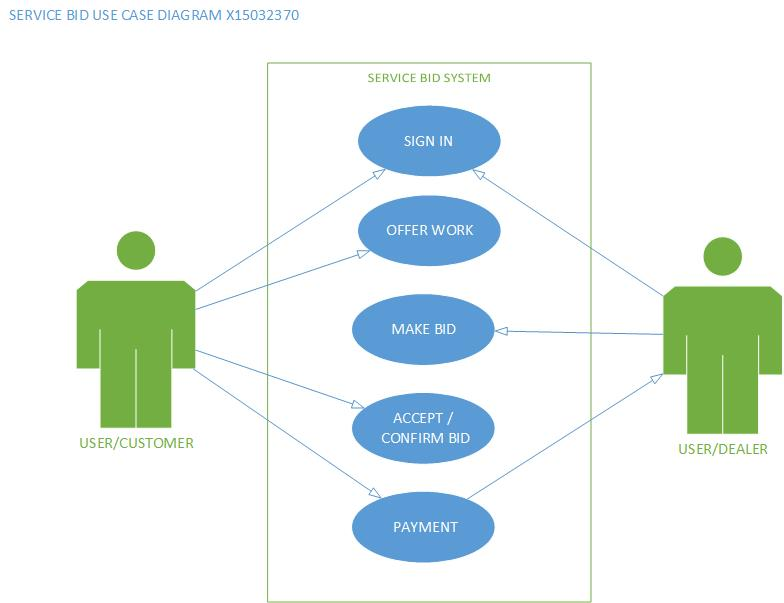 SERVICE BID USE CASE DIAGRAM X15032370
SERVICE BID SYSTEM
SIGN IN
OFFER WORK
MAKE BID
ACCEPT /
CONFIRM BID
PAYMENT
USER/CUSTOMER
USER/DEALER